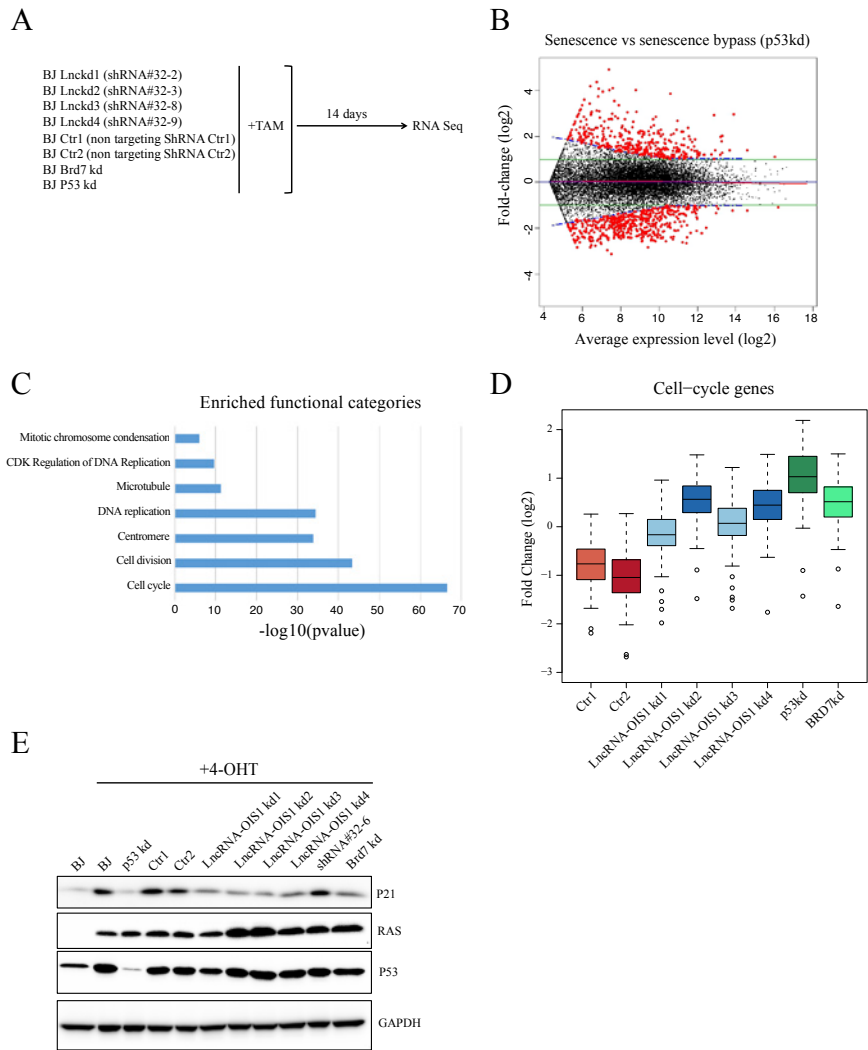 A
BJ Lnckd1 (shRNA#32-2)
BJ Lnckd2 (shRNA#32-3)
BJ Lnckd3 (shRNA#32-8)
BJ Lnckd4 (shRNA#32-9)
BJ Ctr1 (non targeting ShRNA Ctr1)
BJ Ctr2 (non targeting ShRNA Ctr2)
BJ Brd7 kd
BJ P53 kd
+TAM
14 days
RNA Seq
B
Senescence vs senescence bypass (p53kd)
Fold-change (log2)
4
2
0
-2
-4
4 6 8 10 12 14 16 18
Average expression level (log2)
C
Enriched functional categories
Mitotic chromosome condensation
CDK Regulation of DNA Replication
Microtubule
DNA replication
Centromere
Cell division
Cell cycle
0 10 20 30 40 50 60 70
-log10(pvalue)
D
Cell−cycle genes
Fold Change (log2)
2
1
0
−1
−2
−3
Ctr1
Ctr2
LncRNA-OIS1 kd1
LncRNA-OIS1 kd2
LncRNA-OIS1 kd3
LncRNA-OIS1 kd4
p53kd
BRD7kd
E
+4-OHT
BJ
BJ
p53 kd
Ctr1
Ctr2
LncRNA-OIS1 kd1
LncRNA-OIS1 kd2
LncRNA-OIS1 kd3
LncRNA-OIS1 kd4
shRNA#32-6
Brd7 kd
P21
RAS
P53
GAPDH